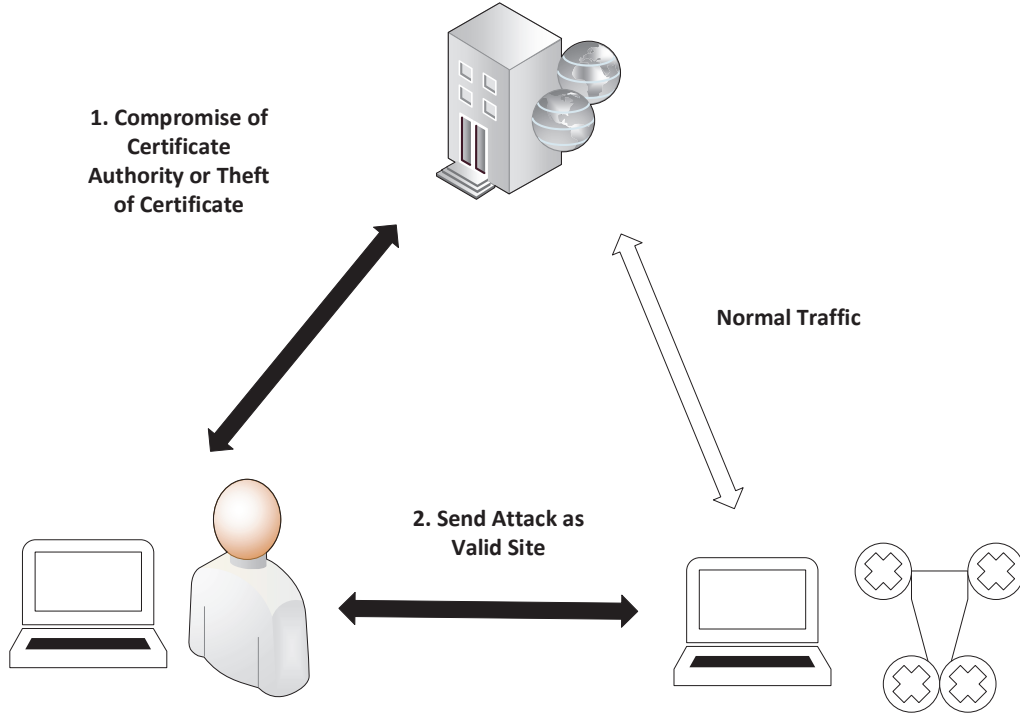 1. Compromise of
Certificate
Authority or Theft
of Certificate
Normal Traffic
2. Send Attack as
Valid Site